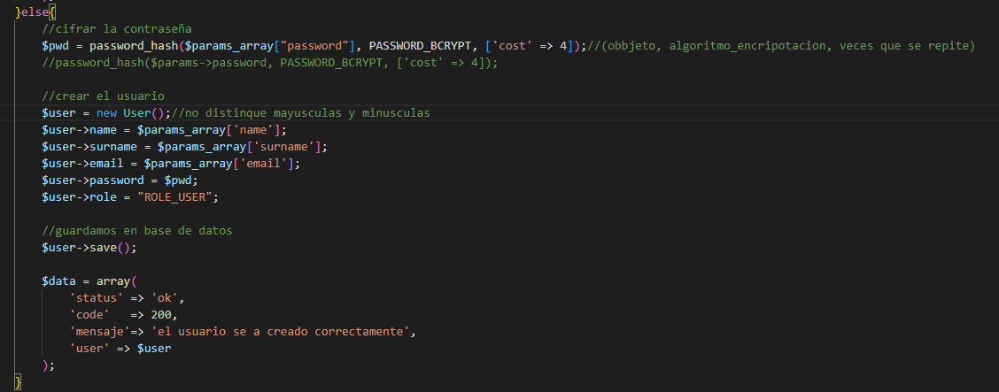 }else{
//cifrar la contraseña
$pwd = password_hash($params_array["password"], PASSWORD_BCRYPT, ['cost' => 4]);//(obbjeto, algoritmo_encripotacion, veces que se repite)
//password_hash($params->password, PASSWORD_BCRYPT, ['cost' => 4]);
//crear el usuario
$user = new User();//no distinque mayusculas y minusculas
$user->name = $params_array['name'];
$user->surname = $params_array['surname'];
$user->email = $params_array['email'];
$user->password = $pwd;
$user->role = "ROLE_USER";
//guardamos en base de datos
$user->save();
$data = array(
'status' => 'ok',
'code'   => 200,
'mensaje'=> 'el usuario se a creado correctamente',
'user' => $user
);
}